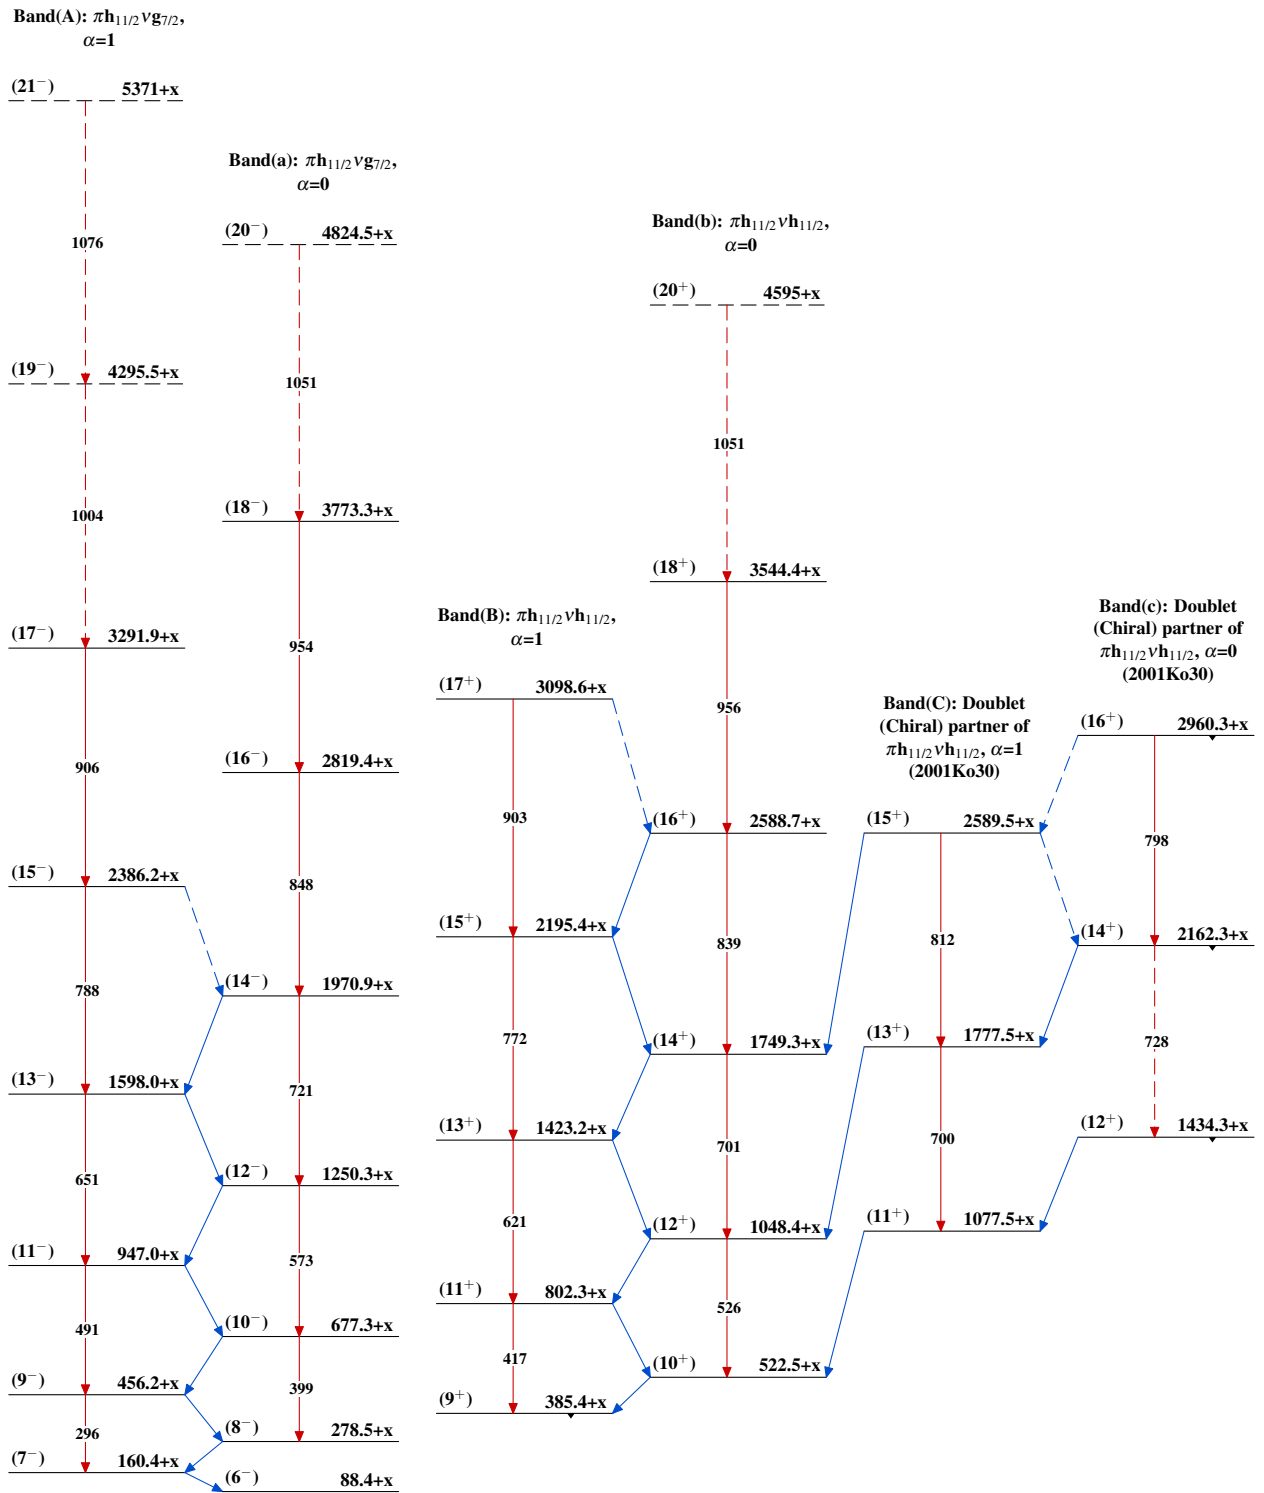 Band(A): πh11/2νg7/2,
α=1
(21−) 5371+x
1076
(19−) 4295.5+x
1004
(17−) 3291.9+x
906
(15−) 2386.2+x
788
(13−) 1598.0+x
651
(11−) 947.0+x
491
(9−) 456.2+x
296
(7−) 160.4+x
Band(a): πh11/2νg7/2,
α=0
(20−) 4824.5+x
1051
(18−) 3773.3+x
954
(16−) 2819.4+x
848
(14−) 1970.9+x
721
(12−) 1250.3+x
573
(10−) 677.3+x
399
(8−) 278.5+x
(6−) 88.4+x
Band(B): πh11/2νh11/2,
α=1
(17+) 3098.6+x
903
(15+) 2195.4+x
772
(13+) 1423.2+x
621
(11+) 802.3+x
417
(9+) 385.4+x
Band(b): πh11/2νh11/2,
α=0
(20+) 4595+x
1051
(18+) 3544.4+x
956
(16+) 2588.7+x
839
(14+) 1749.3+x
701
(12+) 1048.4+x
526
(10+) 522.5+x
Band(C): Doublet
(Chiral) partner of
πh11/2νh11/2, α=1
(2001Ko30)
(15+) 2589.5+x
812
(13+) 1777.5+x
700
(11+) 1077.5+x
Band(c): Doublet
(Chiral) partner of
πh11/2νh11/2, α=0
(2001Ko30)
(16+) 2960.3+x
798
(14+) 2162.3+x
728
(12+) 1434.3+x